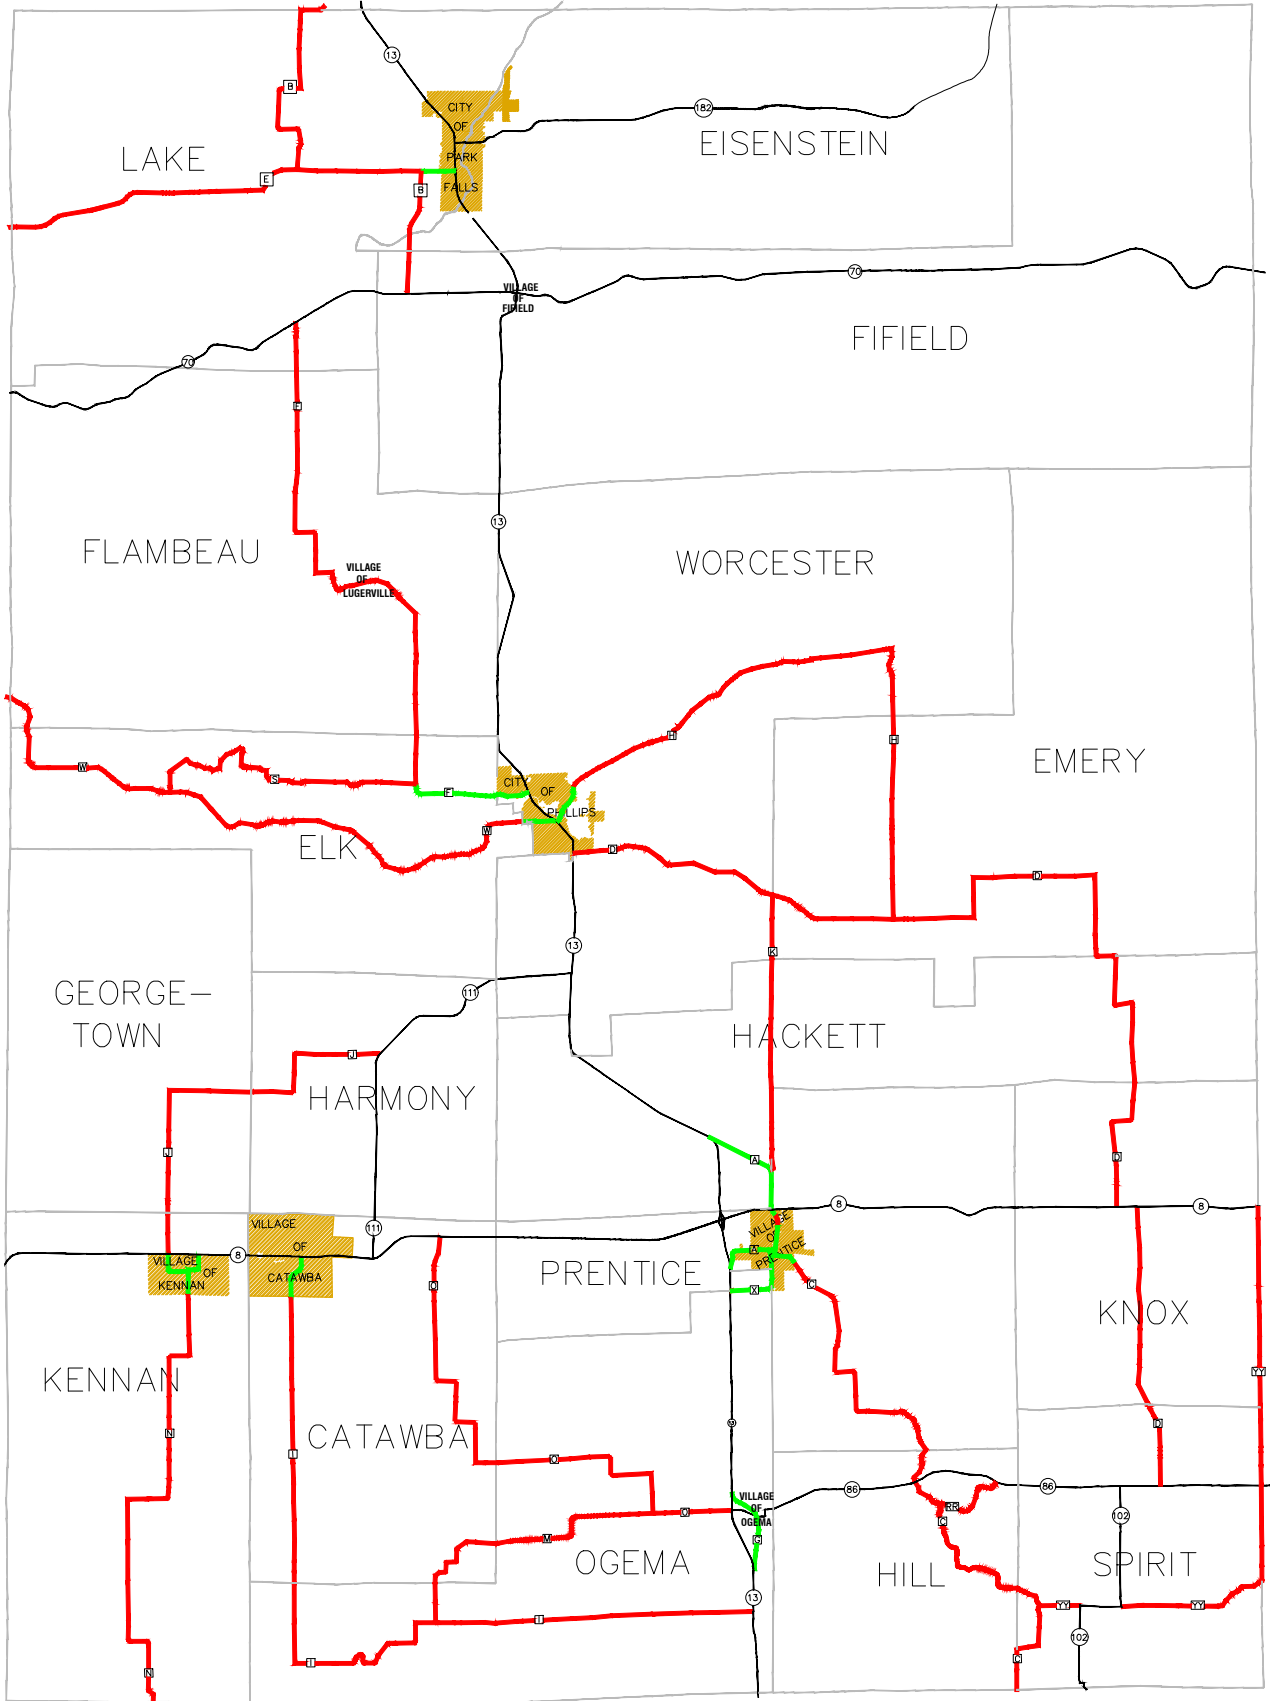 13
B
CITY
OF
PARK
FALLS
182
EISENSTEIN
LAKE
E
B
70
VILLAGE
OF
FIFIELD
FIFIELD
70
F
13
FLAMBEAU
WORCESTER
VILLAGE
OF
LUGERVILLE
H
H
EMERY
W
S
F
CITY
OF
PHILLIPS
W
ELK
D
D
13
K
GEORGE-
TOWN
111
HACKETT
J
HARMONY
J
A
D
8
8
VILLAGE
OF
CATAWBA
111
8
VILLAGE
OF
KENNAN
VILLAGE
OF
PRENTICE
A
X
C
PRENTICE
O
KNOX
KENNAN
YY
CATAWBA
13
D
N
I
O
86
86
VILLAGE
OF
OGEMA
O
RR
C
102
M
G
OGEMA
HILL
SPIRIT
13
YY
YY
I
102
I
C
N